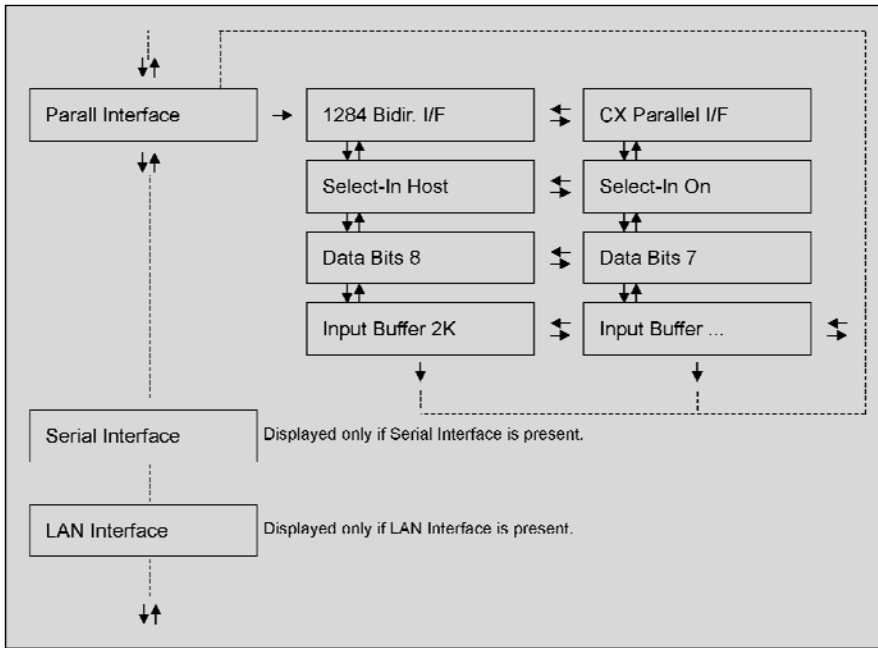 Parall Interface
1284 Bidir. I/F
CX Parallel I/F
Select-In Host
Select-In On
Data Bits 8
Data Bits 7
Input Buffer 2K
Input Buffer ...
Serial Interface
Displayed only if Serial Interface is present.
LAN Interface
Displayed only if LAN Interface is present.